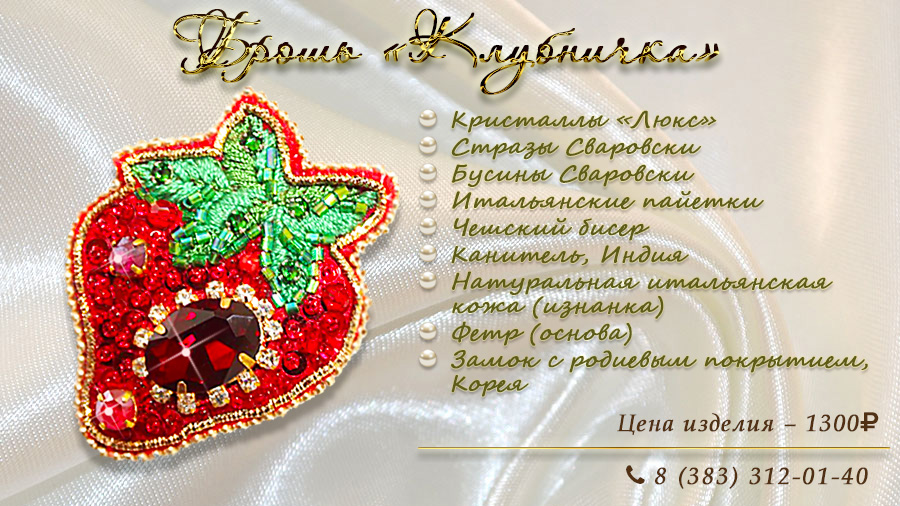 Брошь «Клубничка»
Кристаллы «Люкс»
Стразы Сваровски
Бусины Сваровски
Итальянские пайетки
Чешский бисер
Канитель, Индия
Натуральная итальянская
кожа (изнанка)
Фетр (основа)
Замок с родиевым покрытием,
Корея
Цена изделия – 1300₽
8 (383) 312-01-40